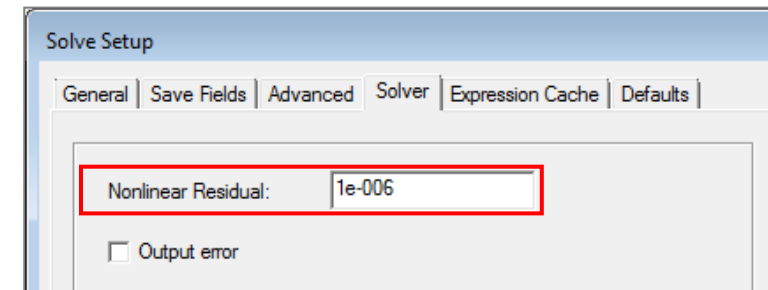 Solve Setup
General Save Fields Advanced Solver Expression Cache Defaults
Nonlinear Residual: 1e-006
Output error